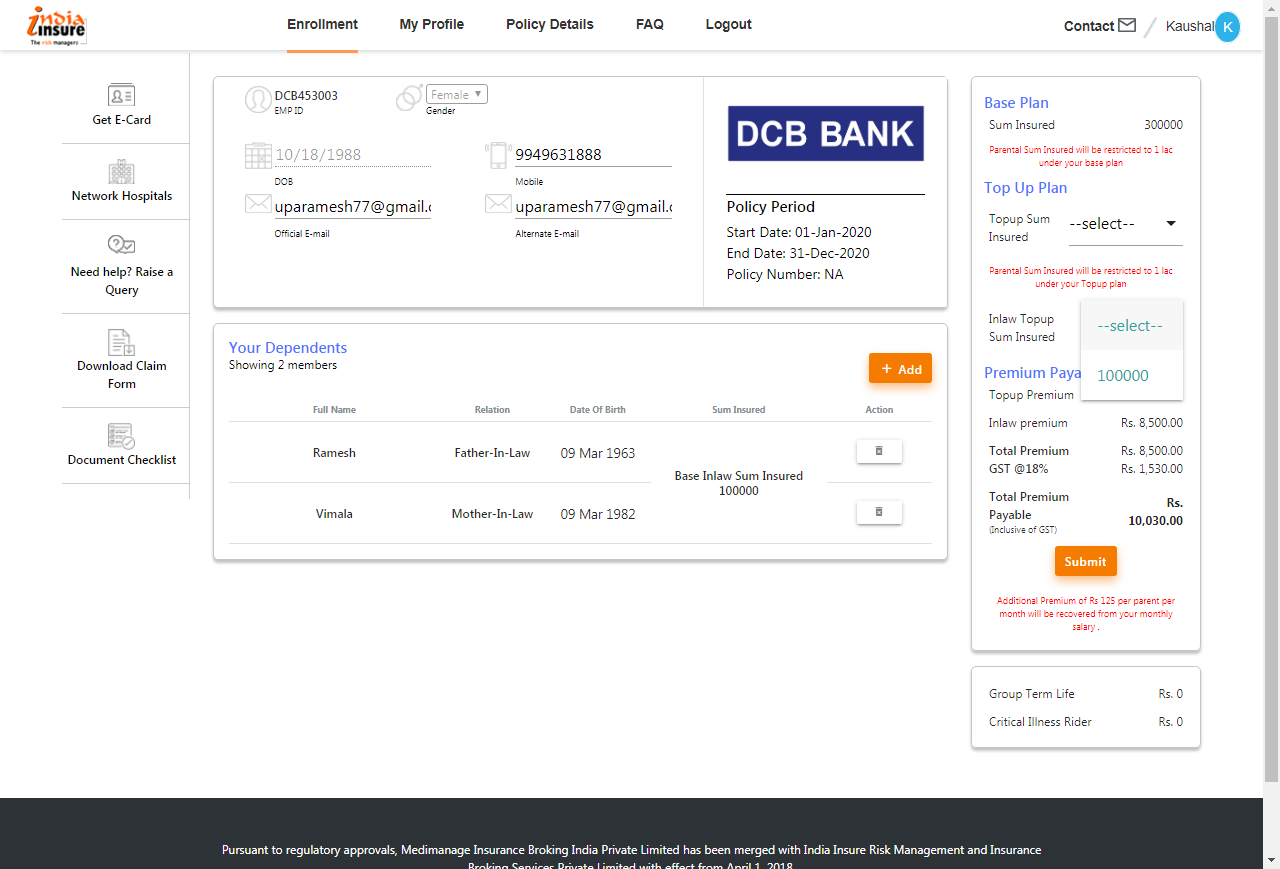 india
insure
The risk managers
Enrollment
My Profile
Policy Details
FAQ
Logout
Contact
Kaushal
K
Get E-Card
Network Hospitals
Need help? Raise a
Query
Download Claim
Form
Document Checklist
DCB453003
EMP ID
Female
Gender
10/18/1988
DOB
9949631888
Mobile
uparamesh77@gmail.c
Official E-mail
uparamesh77@gmail.c
Alternate E-mail
DCB BANK
Policy Period
Start Date: 01-Jan-2020
End Date: 31-Dec-2020
Policy Number: NA
Your Dependents
Showing 2 members
+ Add
Full Name Relation Date Of Birth Sum Insured Action
Ramesh Father-In-Law 09 Mar 1963
Base Inlaw Sum Insured
100000
Vimala Mother-In-Law 09 Mar 1982
Base Plan
Sum Insured 300000
Parental Sum Insured will be restricted to 1 lac
under your base plan
Top Up Plan
Topup Sum
Insured
--select--
Parental Sum Insured will be restricted to 1 lac
under your Topup plan
Inlaw Topup
Sum Insured
--select--
100000
Premium Paya
Topup Premium
Inlaw premium Rs. 8,500.00
Total Premium Rs. 8,500.00
GST @18% Rs. 1,530.00
Total Premium
Payable
(Inclusive of GST)
Rs.
10,030.00
Submit
Additional Premium of Rs 125 per parent per
month will be recovered from your monthly
salary .
Group Term Life Rs. 0
Critical Illness Rider Rs. 0
Pursuant to regulatory approvals, Medimanage Insurance Broking India Private Limited has been merged with India Insure Risk Management and Insurance
Broking Services Private Limited with effect from April 1, 2018